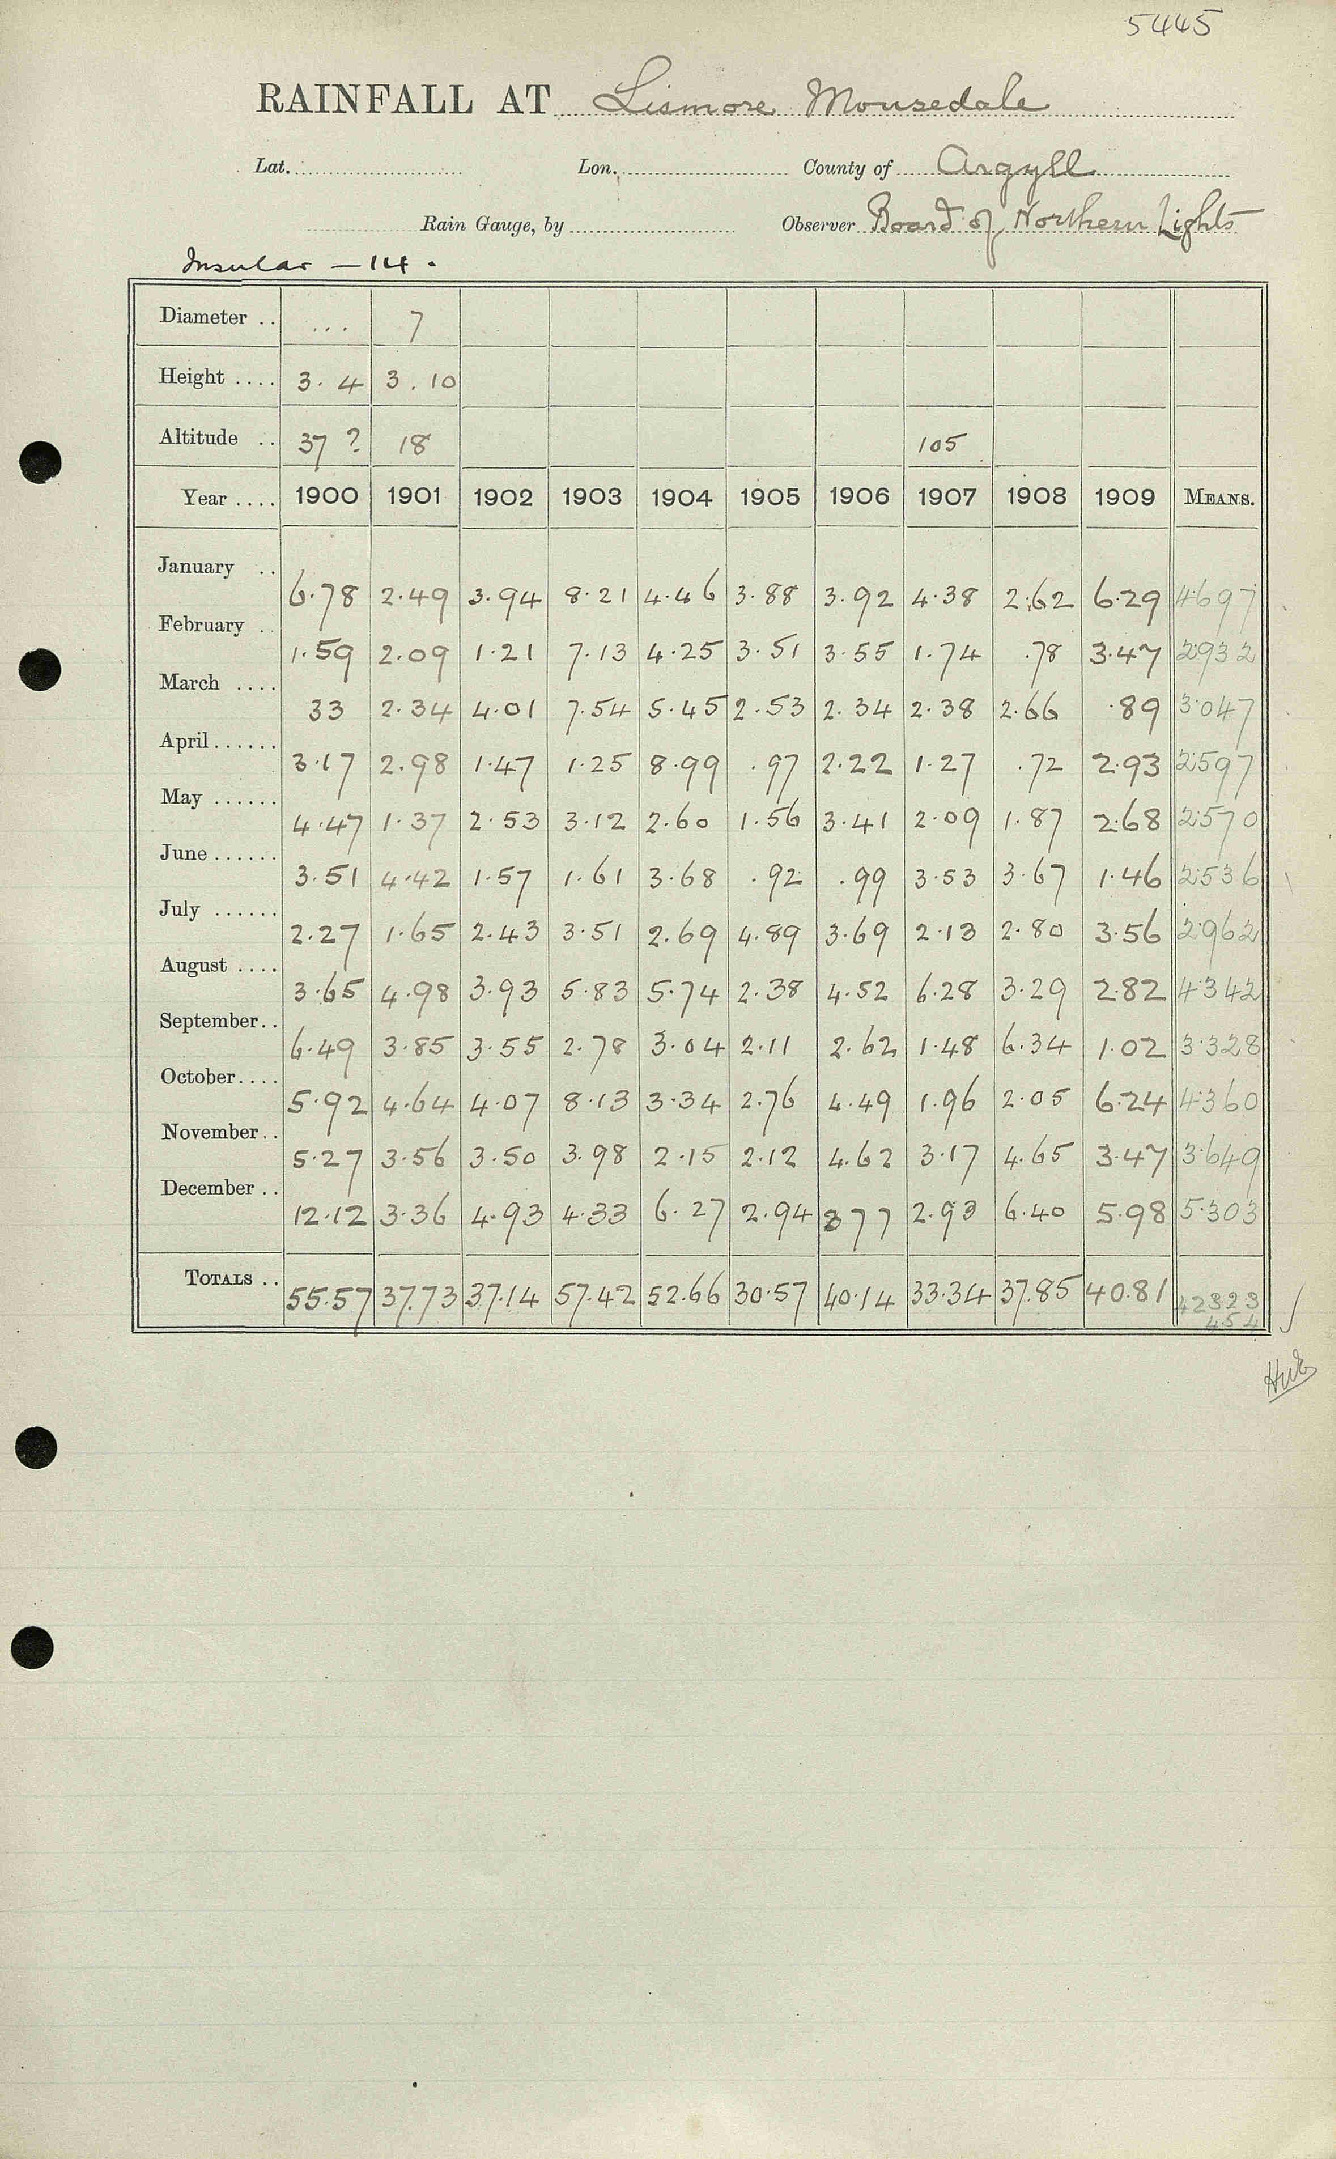 5445
RAINFALL AT Lismore Mousedale
Lat. Lon. County of Argyll
Rain Gauge, by Observer Board of Northern Lights
Insular — 14.
Diameter .. ... 7
Height .... 3. 4 3. 10
Altitude .. 37 ? 18 105
Year .... 1900 1901 1902 1903 1904 1905 1906 1907 1908 1909 MEANS.
January .. 6.78 2.49 3.94 8.21 4.46 3.88 3.92 4.38 2.62 6.29 4.697
February .. 1.59 2.09 1.21 7.13 4.25 3.51 3.55 1.74 .78 3.47 2.932
March .... 33 2.34 4.01 7.54 5.45 2.53 2.34 2.38 2.66 .89 3.047
April...... 3.17 2.98 1.47 1.25 8.99 .97 2.22 1.27 .72 2.93 2.597
May ...... 4.47 1.37 2.53 3.12 2.60 1.56 3.41 2.09 1.87 2.68 2.570
June ...... 3.51 4.42 1.57 1.61 3.68 .92 .99 3.53 3.67 1.46 2.536
July ...... 2.27 1.65 2.43 3.51 2.69 4.89 3.69 2.13 2.80 3.56 2.962
August .... 3.65 4.98 3.93 5.83 5.74 2.38 4.52 6.28 3.29 2.82 4.342
September.. 6.49 3.85 3.55 2.78 3.04 2.11 2.62 1.48 6.34 1.02 3.328
October.... 5.92 4.64 4.07 8.13 3.34 2.76 4.49 1.96 2.05 6.24 4.360
November.. 5.27 3.56 3.50 3.98 2.15 2.12 4.62 3.17 4.65 3.47 3.649
December .. 12.12 3.36 4.93 4.33 6.27 2.94 377 2.93 6.40 5.98 5.303
TOTALS .. 55.57 37.73 37.14 57.42 52.66 30.57 40.14 33.34 37.85 40.81 42323
454